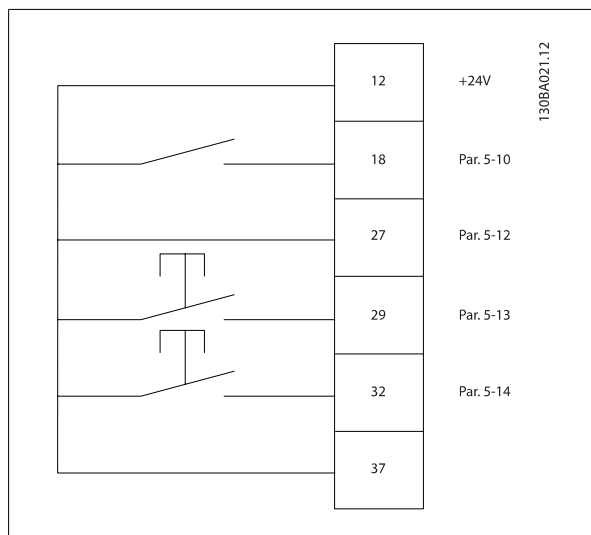 12 +24V
18 Par. 5-10
27 Par. 5-12
29 Par. 5-13
32 Par. 5-14
37
130BA021.12